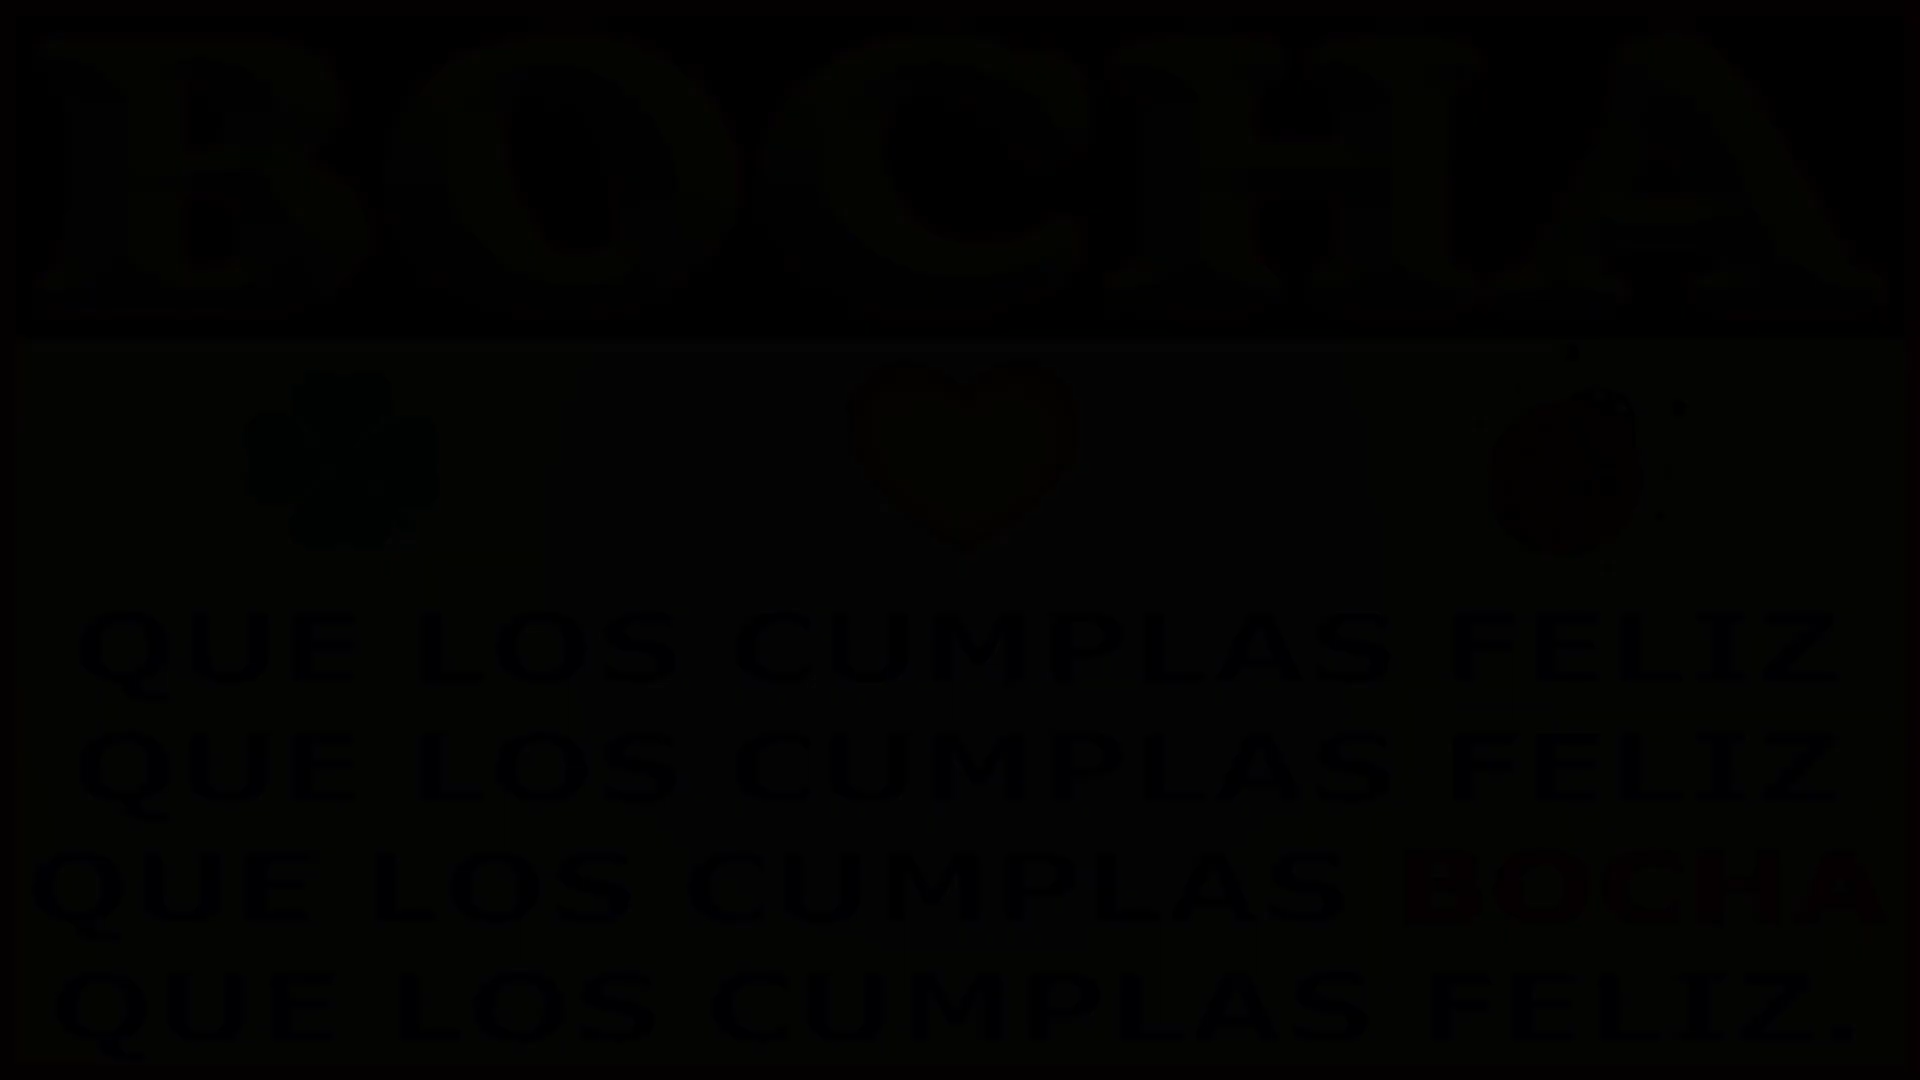 BOCHA
QUE LOS CUMPLAS FELIZ
QUE LOS CUMPLAS FELIZ
QUE LOS CUMPLAS BOCHA
QUE LOS CUMPLAS FELIZ.